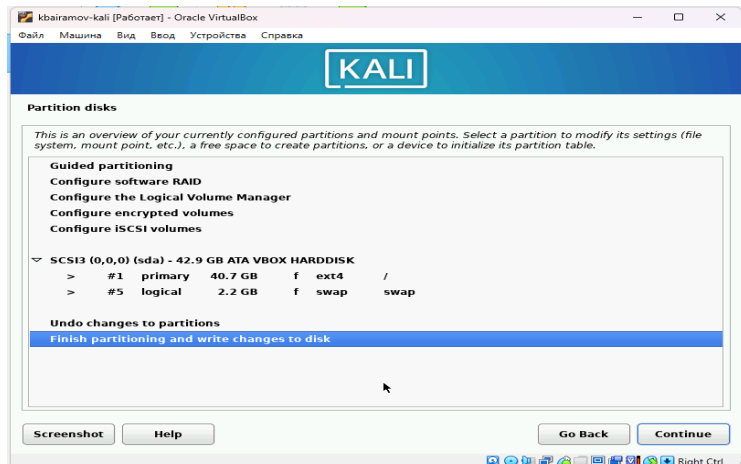 kbairamov-kali [Работает] - Oracle VirtualBox
Файл Машина Вид Ввод Устройства Справка
KALI
Partition disks
This is an overview of your currently configured partitions and mount points. Select a partition to modify its settings (file
system, mount point, etc.), a free space to create partitions, or a device to initialize its partition table.
Guided partitioning
Configure software RAID
Configure the Logical Volume Manager
Configure encrypted volumes
Configure iSCSI volumes
SCSI3 (0,0,0) (sda) - 42.9 GB ATA VBOX HARDDISK
> #1 primary 40.7 GB f ext4 /
> #5 logical 2.2 GB f swap swap
Undo changes to partitions
Finish partitioning and write changes to disk
Screenshot Help Go Back Continue
Right Ctrl